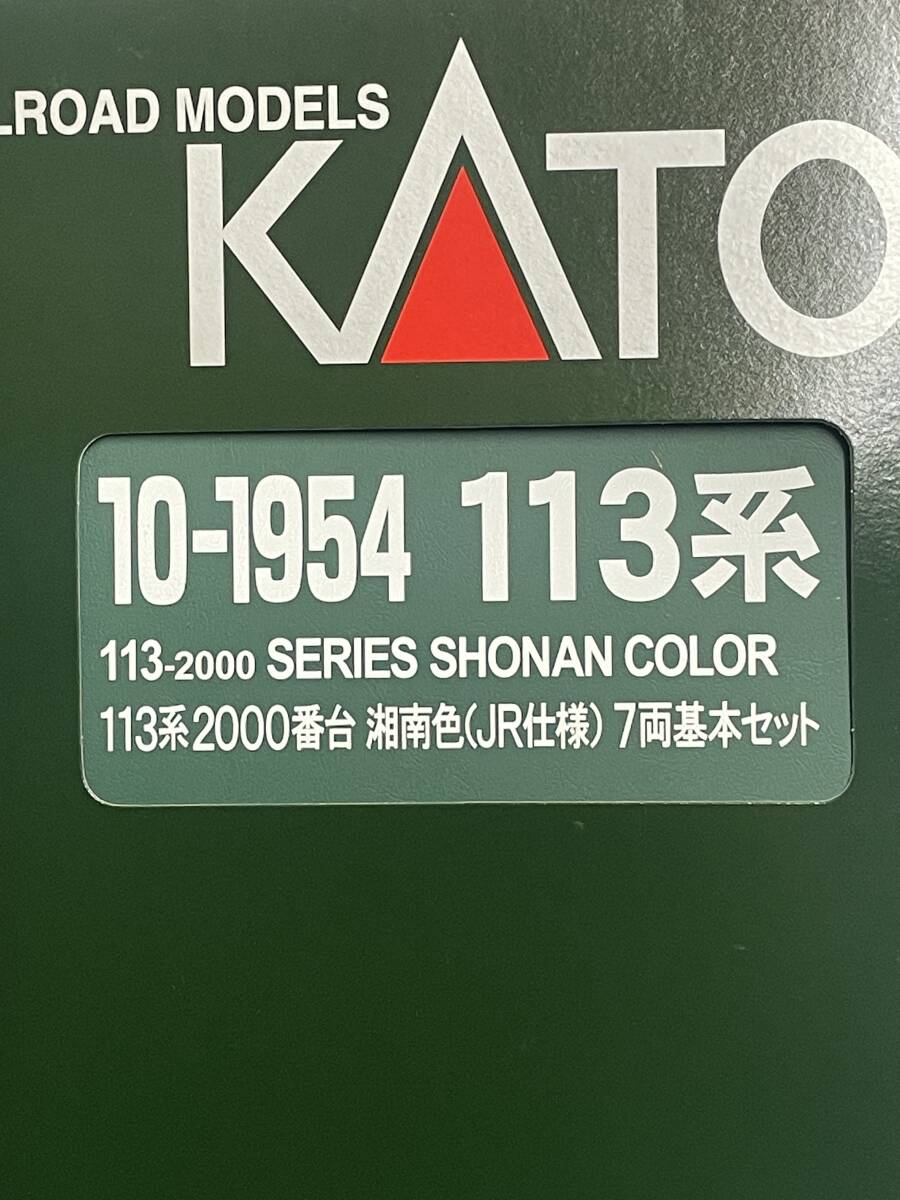 LROAD MODELS
KATO
10-1954 113系
113-2000 SERIES SHONAN COLOR
113系2000番台 湘南色(JR仕様) 7両基本セット